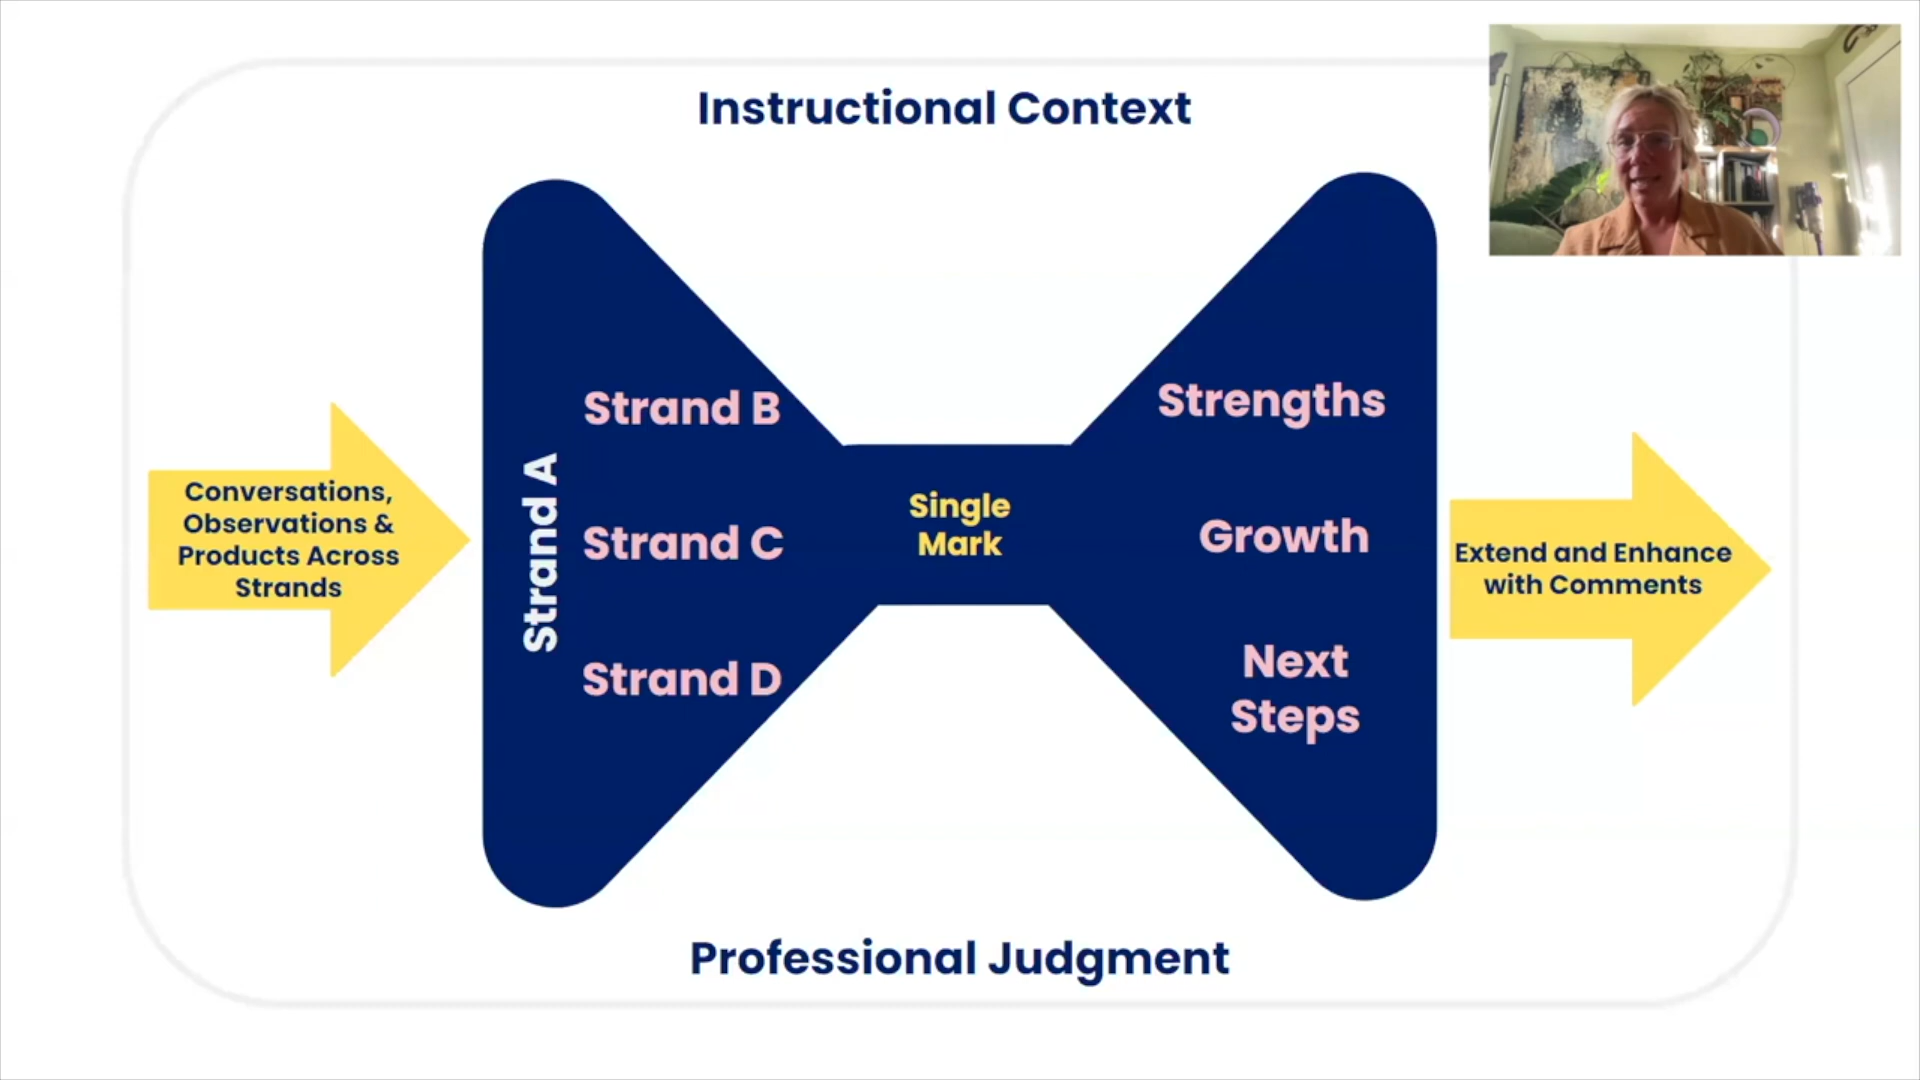 Instructional Context
Conversations,
Observations &
Products Across
Strands
Strand A
Strand B
Strand C
Strand D
Single
Mark
Strengths
Growth
Next
Steps
Extend and Enhance
with Comments
Professional Judgment